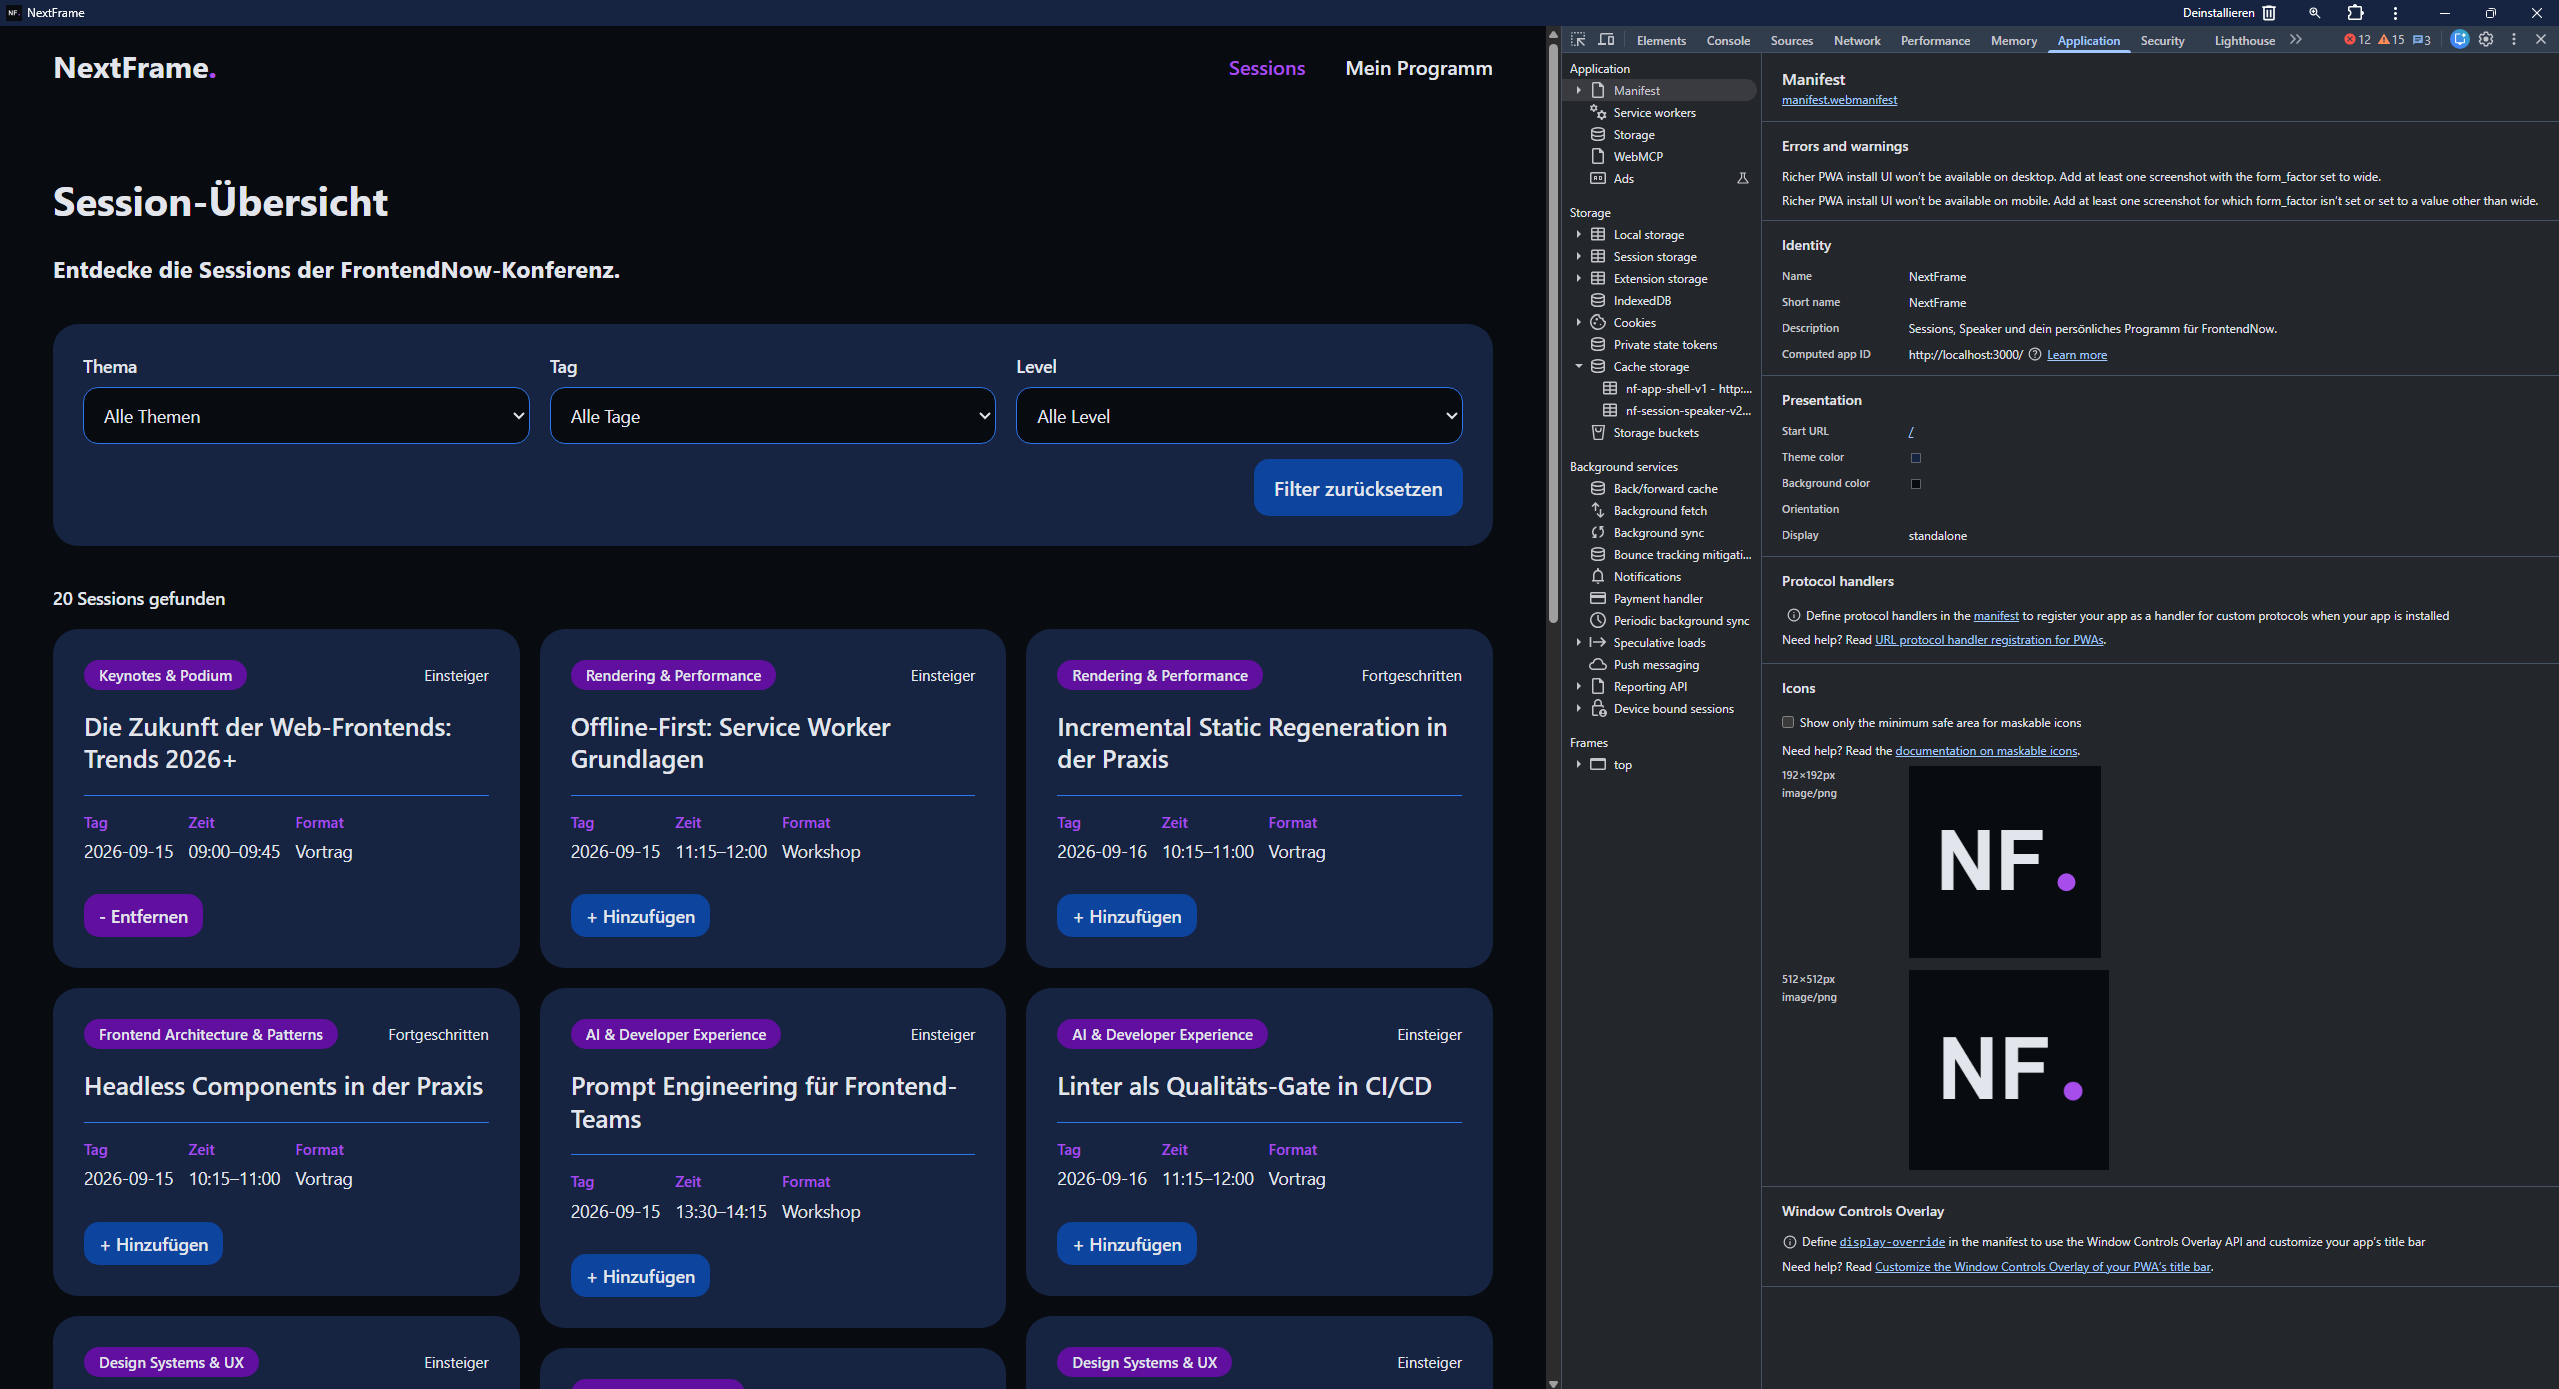 NF. NextFrame
Deinstallieren
NextFrame.
Sessions
Mein Programm
Session-Übersicht
Entdecke die Sessions der FrontendNow-Konferenz.
Thema
Tag
Level
Alle Themen
Alle Tage
Alle Level
Filter zurücksetzen
20 Sessions gefunden
Keynotes & Podium
Einsteiger
Die Zukunft der Web-Frontends:
Trends 2026+
Tag Zeit Format
2026-09-15 09:00–09:45 Vortrag
- Entfernen
Rendering & Performance
Einsteiger
Offline-First: Service Worker
Grundlagen
Tag Zeit Format
2026-09-15 11:15–12:00 Workshop
+ Hinzufügen
Rendering & Performance
Fortgeschritten
Incremental Static Regeneration in
der Praxis
Tag Zeit Format
2026-09-16 10:15–11:00 Vortrag
+ Hinzufügen
Frontend Architecture & Patterns
Fortgeschritten
Headless Components in der Praxis
Tag Zeit Format
2026-09-15 10:15–11:00 Vortrag
+ Hinzufügen
AI & Developer Experience
Einsteiger
Prompt Engineering für Frontend-
Teams
Tag Zeit Format
2026-09-15 13:30–14:15 Workshop
+ Hinzufügen
AI & Developer Experience
Einsteiger
Linter als Qualitäts-Gate in CI/CD
Tag Zeit Format
2026-09-16 11:15–12:00 Vortrag
+ Hinzufügen
Design Systems & UX
Einsteiger
Design Systems & UX
Einsteiger
Elements Console Sources Network Performance Memory Application Security Lighthouse 12 15 3
Application
Manifest
Service workers
Storage
WebMCP
Ads
Storage
Local storage
Session storage
Extension storage
IndexedDB
Cookies
Private state tokens
Cache storage
nf-app-shell-v1 - http:...
nf-session-speaker-v2...
Storage buckets
Background services
Back/forward cache
Background fetch
Background sync
Bounce tracking mitigati...
Notifications
Payment handler
Periodic background sync
Speculative loads
Push messaging
Reporting API
Device bound sessions
Frames
top
Manifest
manifest.webmanifest
Errors and warnings
Richer PWA install UI won't be available on desktop. Add at least one screenshot with the form_factor set to wide.
Richer PWA install UI won't be available on mobile. Add at least one screenshot for which form_factor isn't set or set to a value other than wide.
Identity
Name NextFrame
Short name NextFrame
Description Sessions, Speaker und dein persönliches Programm für FrontendNow.
Computed app ID http://localhost:3000/ Learn more
Presentation
Start URL /
Theme color
Background color
Orientation
Display standalone
Protocol handlers
Define protocol handlers in the manifest to register your app as a handler for custom protocols when your app is installed
Need help? Read URL protocol handler registration for PWAs.
Icons
Show only the minimum safe area for maskable icons
Need help? Read the documentation on maskable icons.
192×192px
image/png
NF.
512×512px
image/png
NF.
Window Controls Overlay
Define display-override in the manifest to use the Window Controls Overlay API and customize your app's title bar
Need help? Read Customize the Window Controls Overlay of your PWA's title bar.